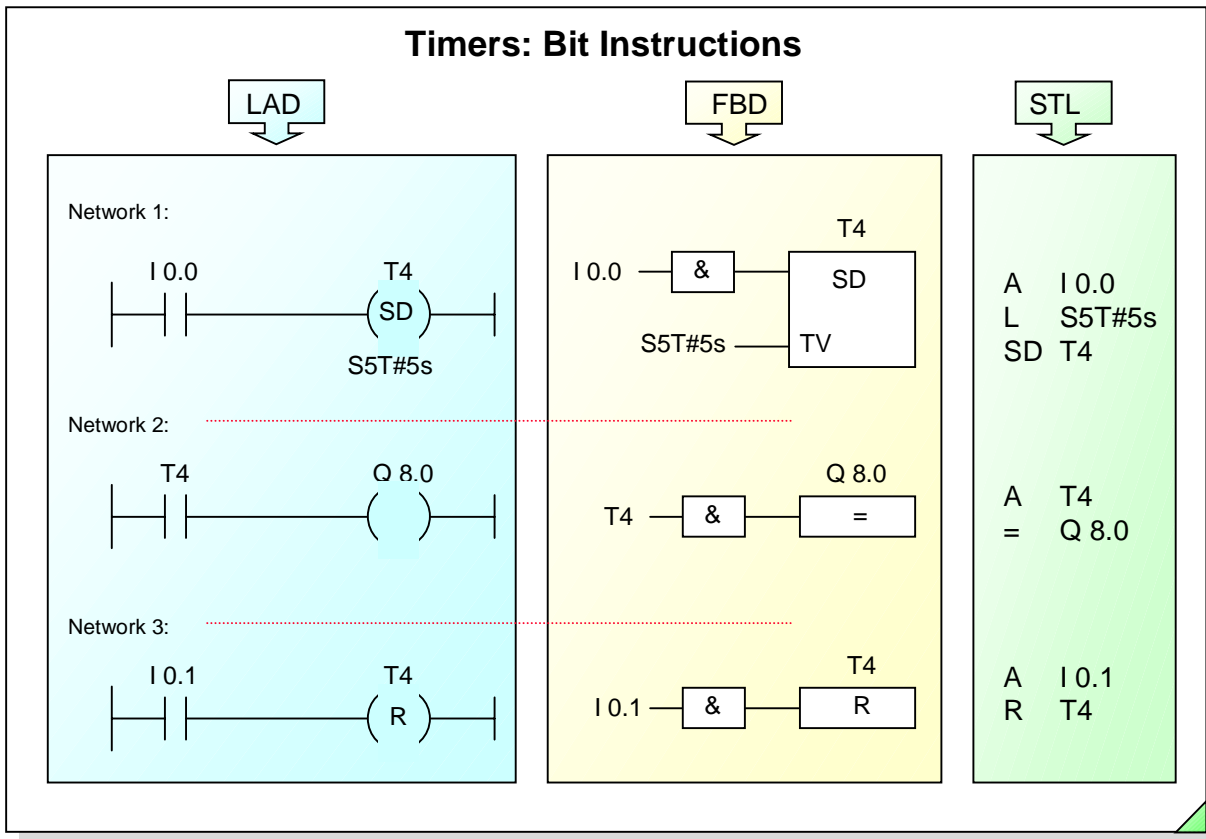 Timers: Bit Instructions
LAD
FBD
STL
Network 1:
I 0.0
T4
SD
S5T#5s
Network 2:
T4
Q 8.0
Network 3:
I 0.1
T4
R
T4
I 0.0
&
SD
S5T#5s
TV
Q 8.0
T4
&
=
T4
I 0.1
&
R
A I 0.0
L S5T#5s
SD T4
A T4
= Q 8.0
A I 0.1
R T4